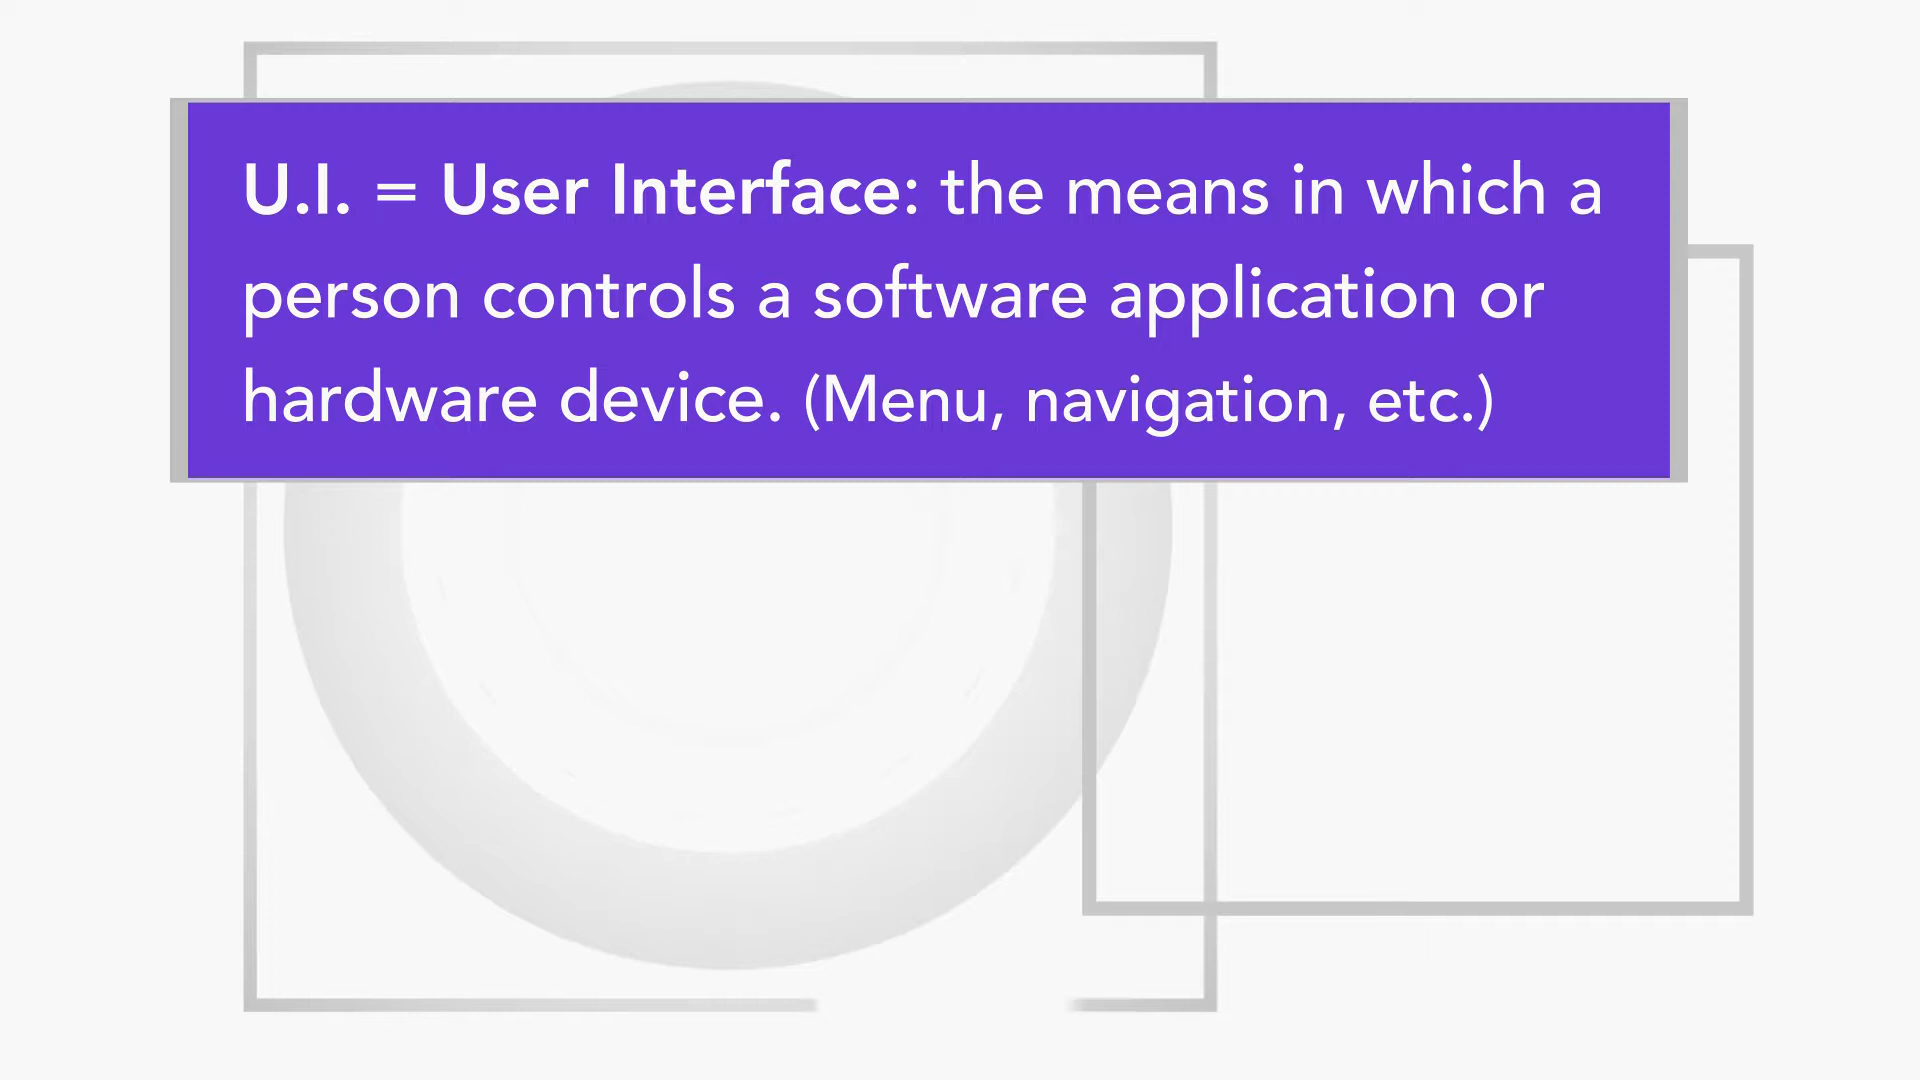 U.I. = User Interface: the means in which a
person controls a software application or
hardware device. (Menu, navigation, etc.)